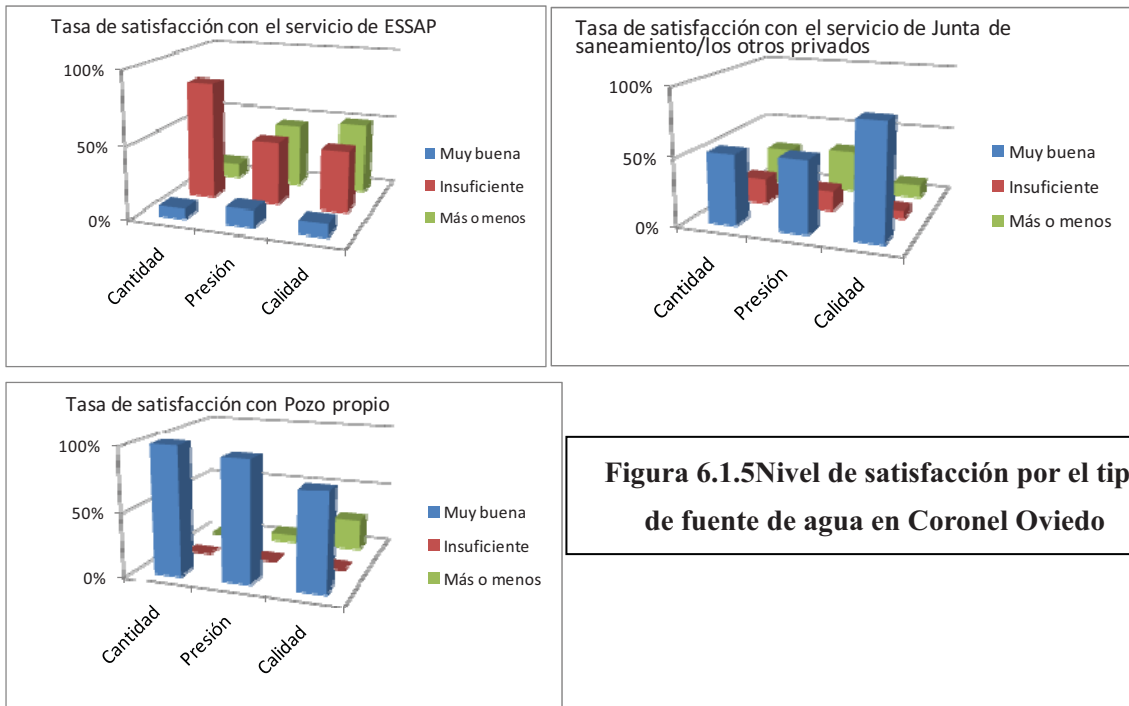 Tasa de satisfacción con el servicio de ESSAP
100%
50%
0%
Cantidad
Presión
Calidad
Muy buena
Insuficiente
Más o menos
Tasa de satisfacción con el servicio de Junta de
saneamiento/los otros privados
100%
50%
0%
Cantidad
Presión
Calidad
Muy buena
Insuficiente
Más o menos
Tasa de satisfacción con Pozo propio
100%
50%
0%
Cantidad
Presión
Calidad
Muy buena
Insuficiente
Más o menos
Figura 6.1.5Nivel de satisfacción por el tip
de fuente de agua en Coronel Oviedo